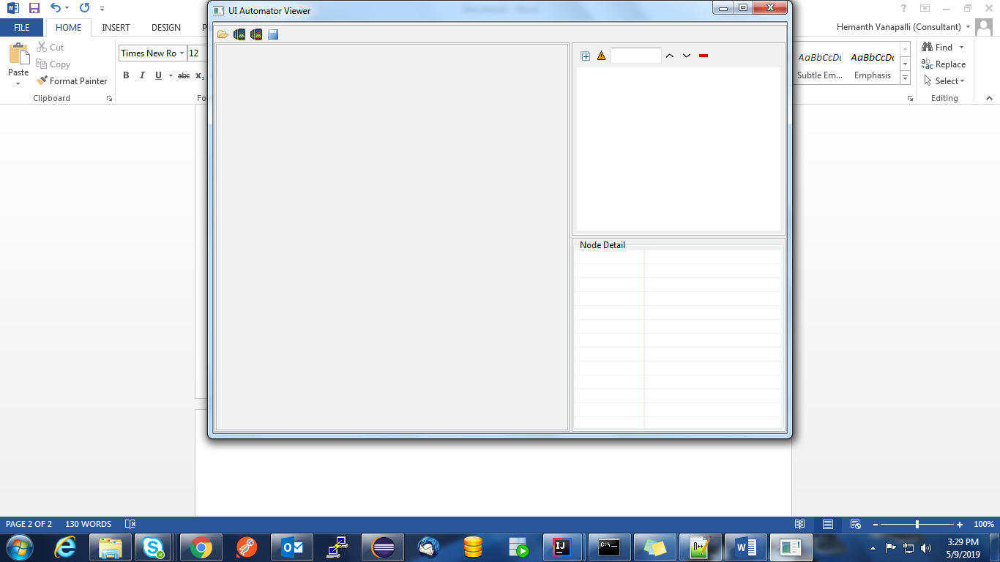 UI Automator Viewer
FILE HOME INSERT DESIGN P
Hemanth Vanapalli (Consultant)
Paste
Cut
Copy
Format Painter
Clipboard
Times New Ro 12
B I U abc x₂
Fo
AaBbCcDc AaBbCcDc
Subtle Em... Emphasis
Find
Replace
Select
Editing
Node Detail
PAGE 2 OF 2 130 WORDS 100%
3:29 PM
5/9/2019